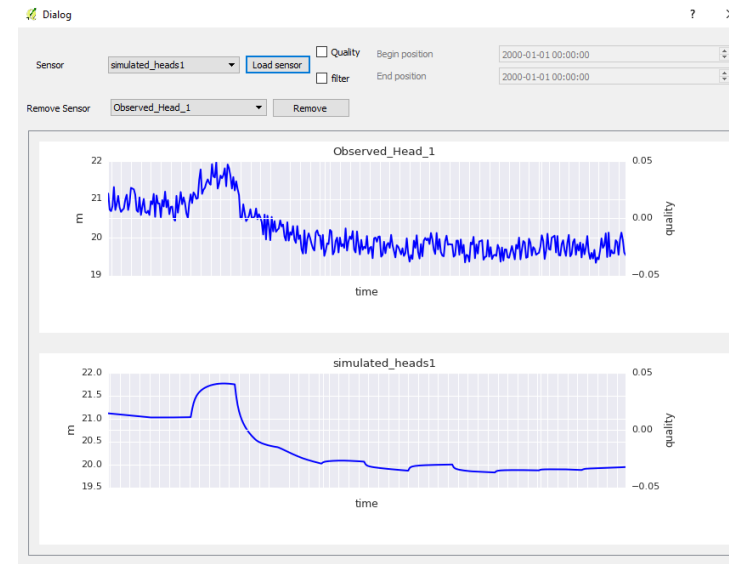 Dialog ?
Sensor simulated_heads1 Load sensor Quality Begin position 2000-01-01 00:00:00
filter End position 2000-01-01 00:00:00
Remove Sensor Observed_Head_1 Remove
Observed_Head_1
22 0.05
21
m 0.00 quality
20
19 −0.05
time
simulated_heads1
22.0 0.05
21.5
21.0
m 0.00 quality
20.5
20.0
19.5 −0.05
time